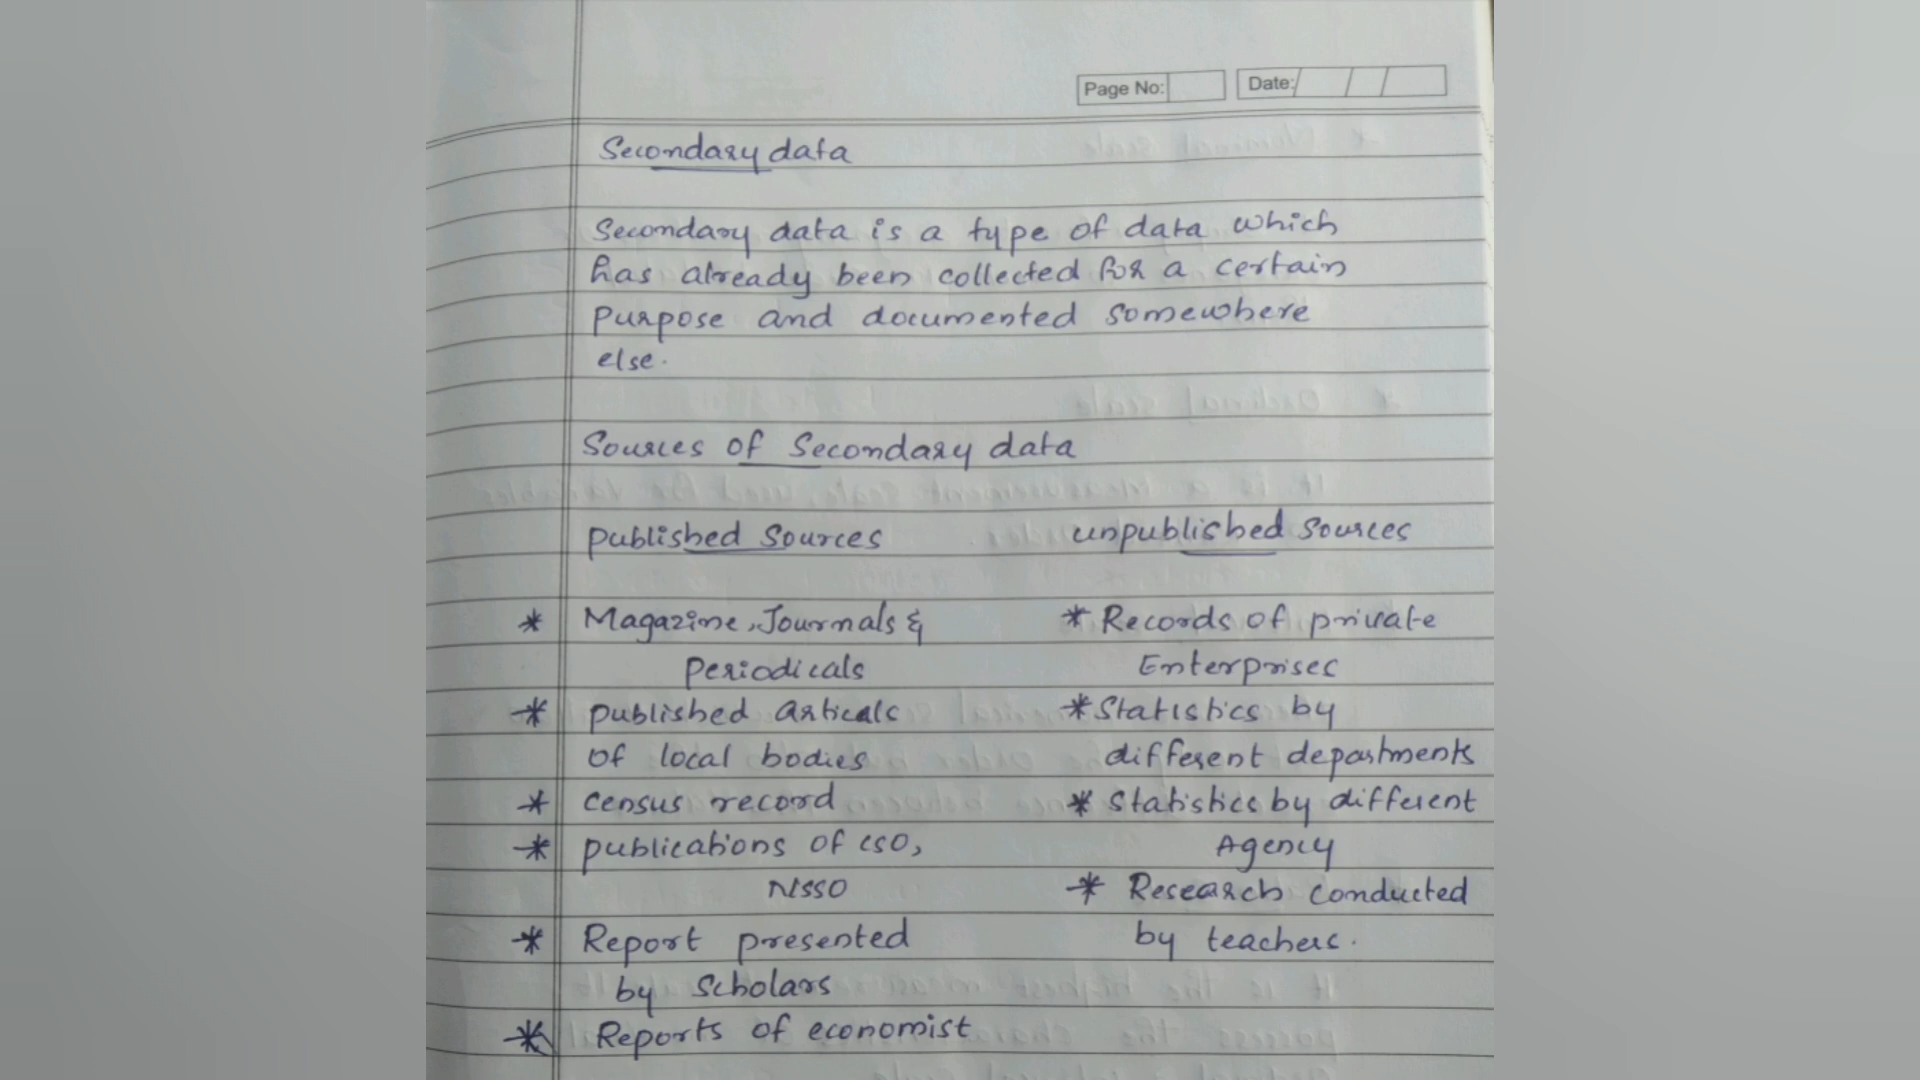 Page No: Date: / / /
Secondary data
Secondary data is a type of data which
has already been collected for a certain
purpose and documented somewhere
else.
Sources of Secondary data
published Sources unpublished sources
* Magazine, Journals & * Records of private
Periodicals Enterprises
* published articals * Statistics by
of local bodies different departments
* census record * Statistics by different
* publications of CSO, Agency
NSSO * Research conducted
* Report presented by teachers.
by Scholars
* Reports of economist